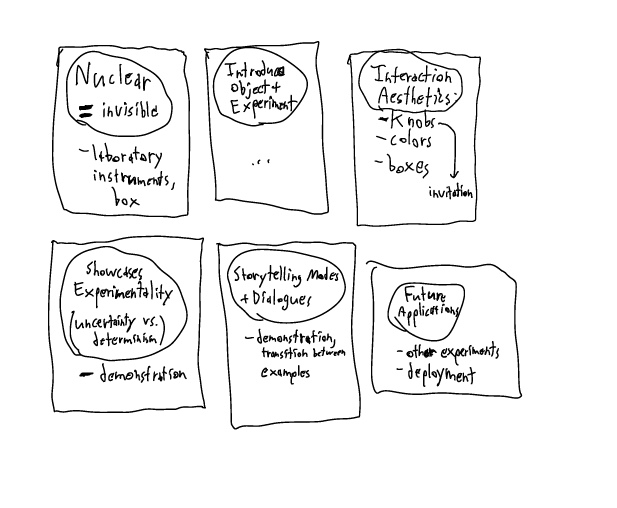 Nuclear
= invisible
- laboratory
instruments,
box
Introduce
Object +
Experiment
...
Interaction
Aesthetics
- Knobs
- colors
- boxes
invitation
Showcases
Experimentality
(uncertainty vs.
determinism)
- demonstration
Storytelling Modes
+ Dialogues
- demonstration,
transition between
examples
Future
Applications
- other experiments
- deployment